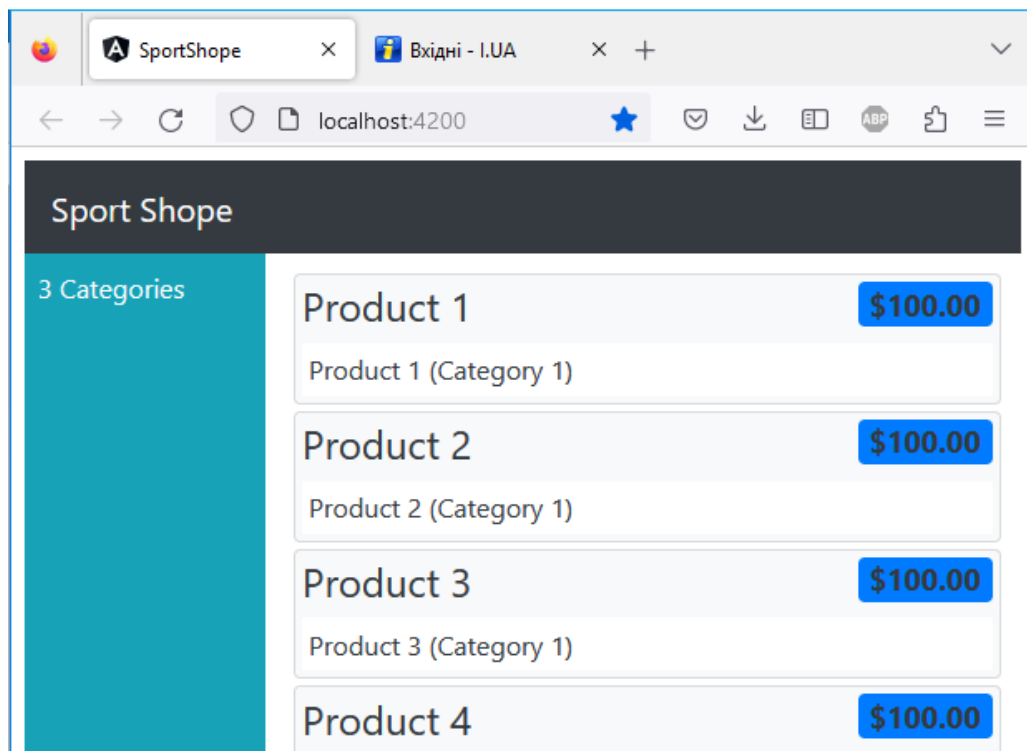 SportShope
Вхідні - I.UA
localhost:4200
ABP
Sport Shope
3 Categories
Product 1
$100.00
Product 1 (Category 1)
Product 2
$100.00
Product 2 (Category 1)
Product 3
$100.00
Product 3 (Category 1)
Product 4
$100.00